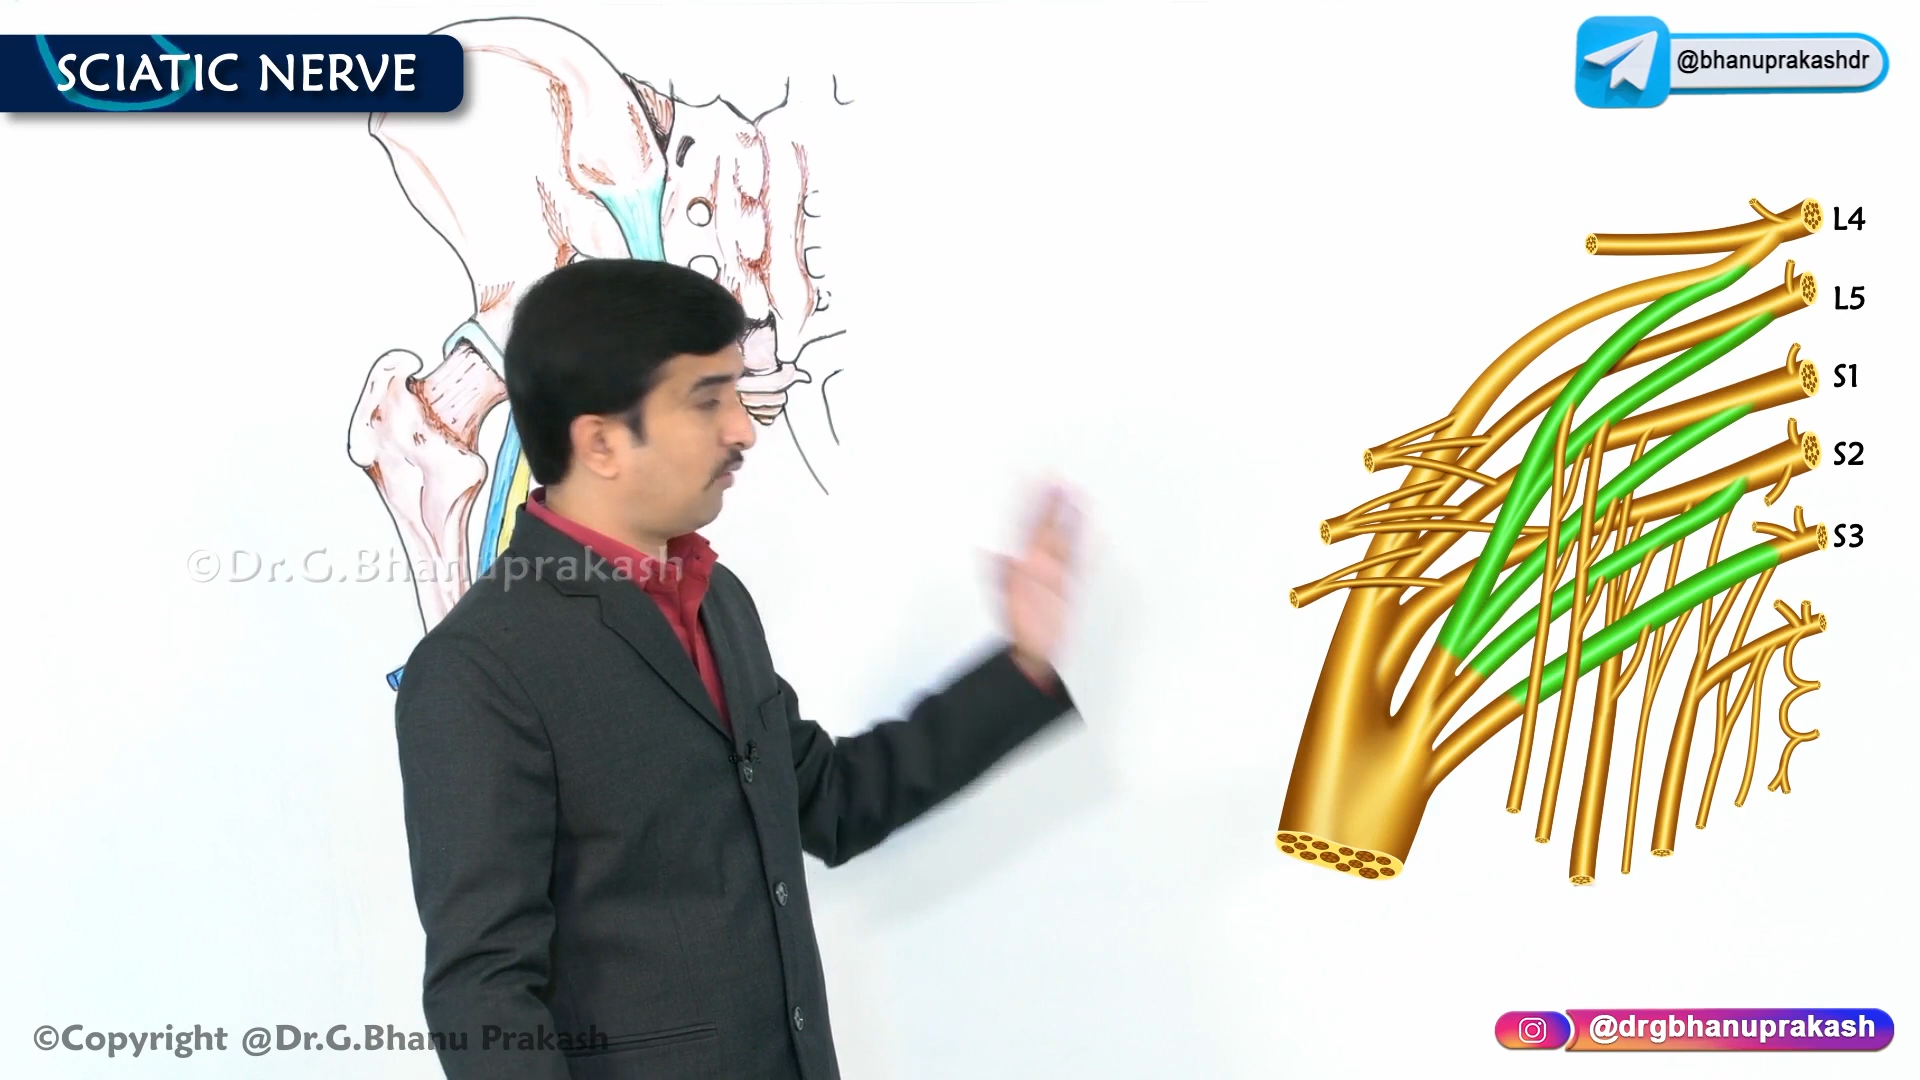 SCIATIC NERVE
@bhanuprakashdr
L4
L5
S1
S2
S3
©Dr.G.Bhanuprakash
©Copyright @Dr.G.Bhanu Prakash
@drgbhanuprakash